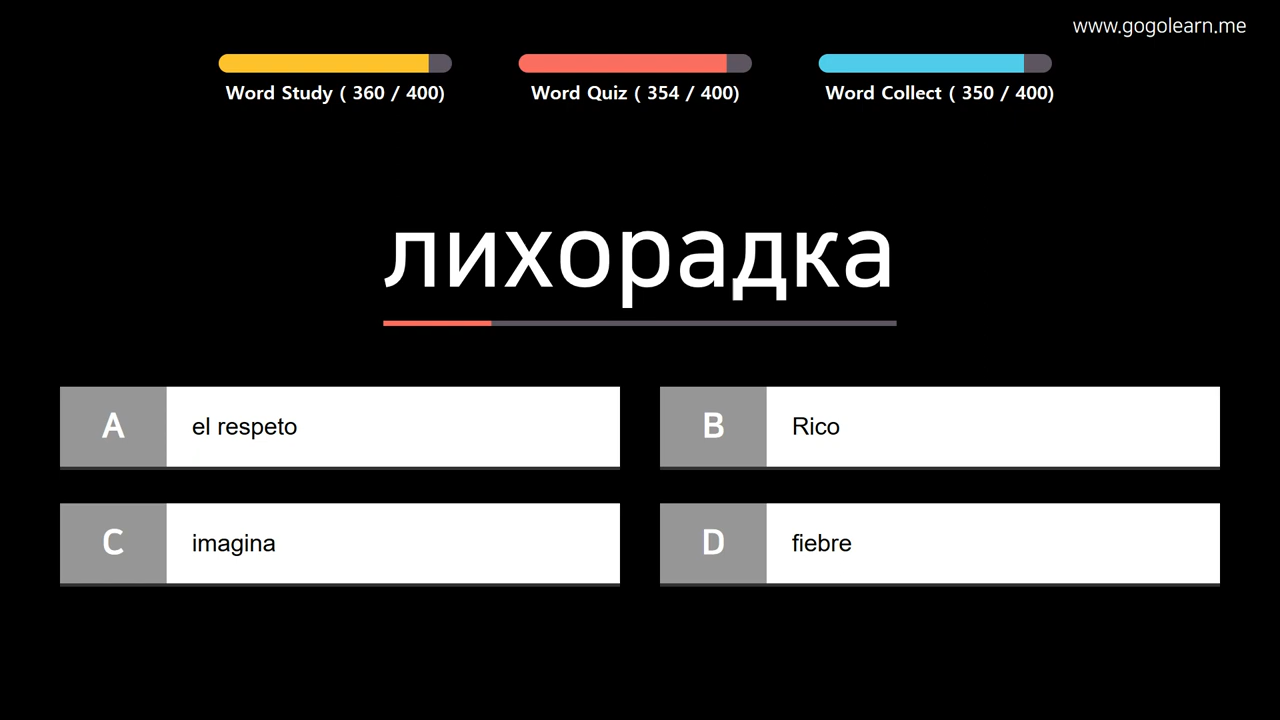 www.gogolearn.me
Word Study ( 360 / 400)
Word Quiz ( 354 / 400)
Word Collect ( 350 / 400)
лихорадка
A
el respeto
B
Rico
C
imagina
D
fiebre